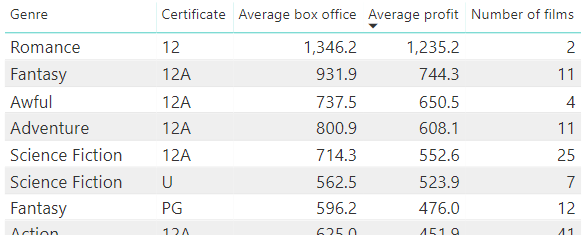 Genre Certificate Average box office Average profit Number of films
Romance 12 1,346.2 1,235.2 2
Fantasy 12A 931.9 744.3 11
Awful 12A 737.5 650.5 4
Adventure 12A 800.9 608.1 11
Science Fiction 12A 714.3 552.6 25
Science Fiction U 562.5 523.9 7
Fantasy PG 596.2 476.0 12
Action 12A 625.0 451.9 41